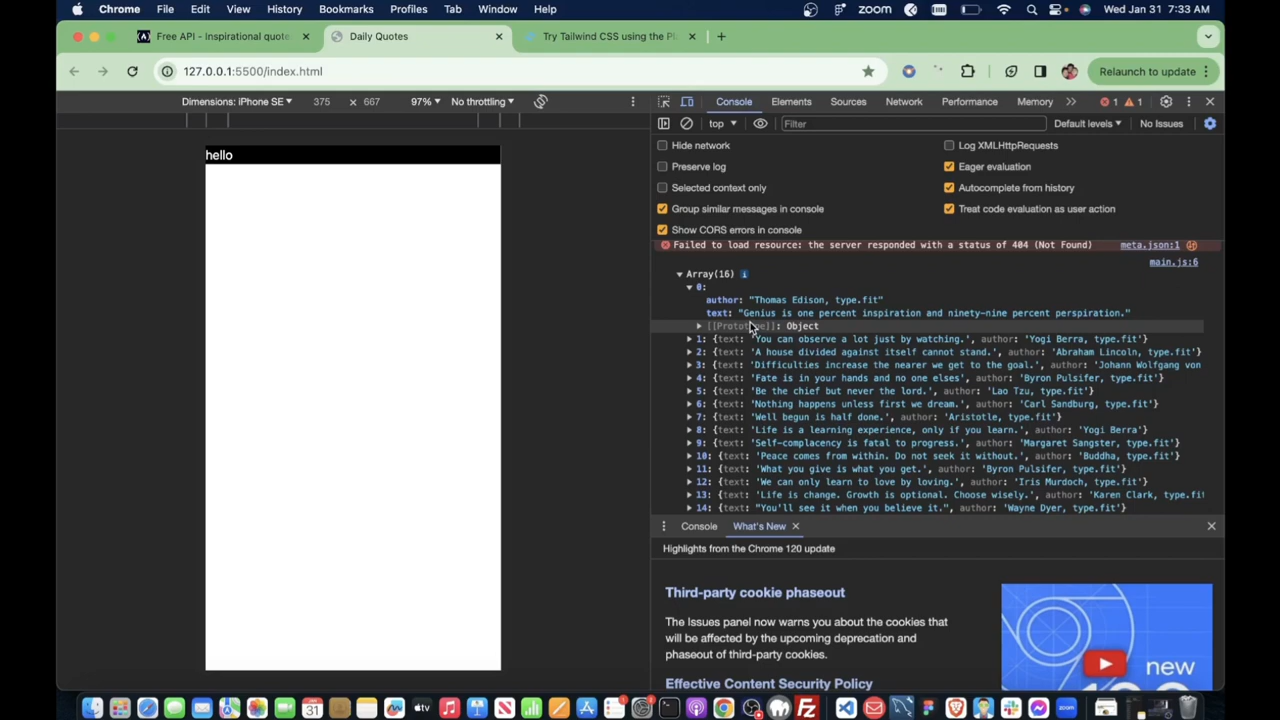 Chrome File Edit View History Bookmarks Profiles Tab Window Help zoom Wed Jan 31 7:33 AM
Free API - Inspirational quote: Daily Quotes Try Tailwind CSS using the Pl
127.0.0.1:5500/index.html Relaunch to update
Dimensions: iPhone SE 375 × 667 97% No throttling
Console Elements Sources Network Performance Memory 1 1
top Filter Default levels No Issues
Hide network Log XMLHttpRequests
Preserve log Eager evaluation
Selected context only Autocomplete from history
Group similar messages in console Treat code evaluation as user action
Show CORS errors in console
Failed to load resource: the server responded with a status of 404 (Not Found) meta.json:1
main.js:6
hello
Array(16)
0:
author: "Thomas Edison, type.fit"
text: "Genius is one percent inspiration and ninety-nine percent perspiration."
[[Prototype]]: Object
1: {text: 'You can observe a lot just by watching.', author: 'Yogi Berra, type.fit'}
2: {text: 'A house divided against itself cannot stand.', author: 'Abraham Lincoln, type.fit'}
3: {text: 'Difficulties increase the nearer we get to the goal.', author: 'Johann Wolfgang von
4: {text: 'Fate is in your hands and no one elses', author: 'Byron Pulsifer, type.fit'}
5: {text: 'Be the chief but never the lord.', author: 'Lao Tzu, type.fit'}
6: {text: 'Nothing happens unless first we dream.', author: 'Carl Sandburg, type.fit'}
7: {text: 'Well begun is half done.', author: 'Aristotle, type.fit'}
8: {text: 'Life is a learning experience, only if you learn.', author: 'Yogi Berra'}
9: {text: 'Self-complacency is fatal to progress.', author: 'Margaret Sangster, type.fit'}
10: {text: 'Peace comes from within. Do not seek it without.', author: 'Buddha, type.fit'}
11: {text: 'What you give is what you get.', author: 'Byron Pulsifer, type.fit'}
12: {text: 'We can only learn to love by loving.', author: 'Iris Murdoch, type.fit'}
13: {text: 'Life is change. Growth is optional. Choose wisely.', author: 'Karen Clark, type.fit
14: {text: "You'll see it when you believe it.", author: 'Wayne Dyer, type.fit'}
Console What's New
Highlights from the Chrome 120 update
Third-party cookie phaseout
The Issues panel now warns you about the cookies that
will be affected by the upcoming deprecation and
phaseout of third-party cookies.
Effective Content Security Policy
new
31 tv zoom